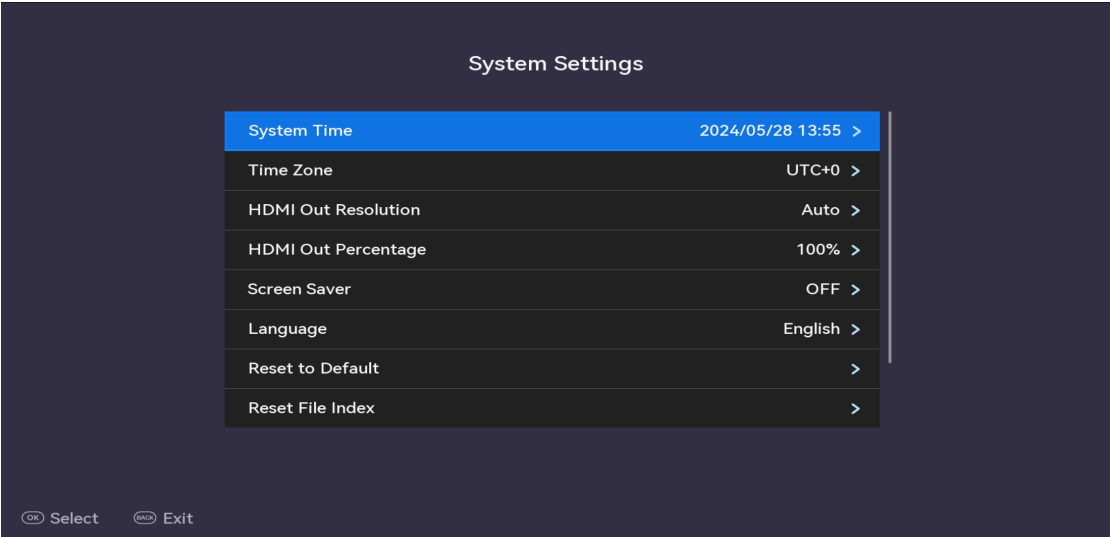 System Settings
System Time 2024/05/28 13:55 >
Time Zone UTC+0 >
HDMI Out Resolution Auto >
HDMI Out Percentage 100% >
Screen Saver OFF >
Language English >
Reset to Default >
Reset File Index >
OK Select BACK Exit